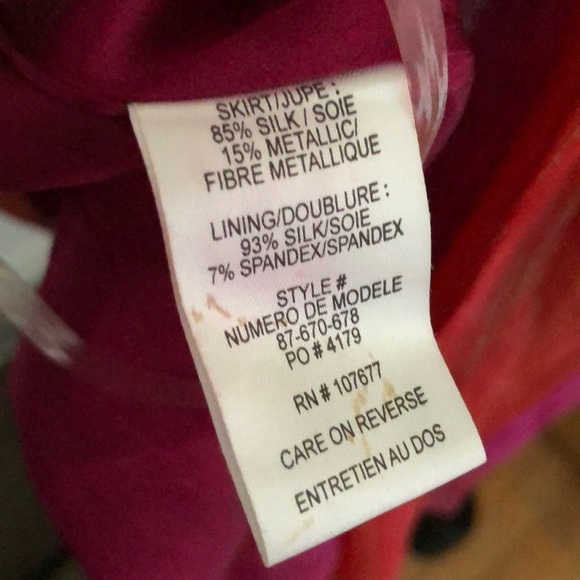 SKIRT/JUPE :
85% SILK / SOIE
15% METALLIC/
FIBRE METALLIQUE
LINING/DOUBLURE :
93% SILK/SOIE
7% SPANDEX/SPANDEX
STYLE #
NUMERO DE MODELE
87-670-678
PO # 4179
RN # 107677
CARE ON REVERSE
ENTRETIEN AU DOS